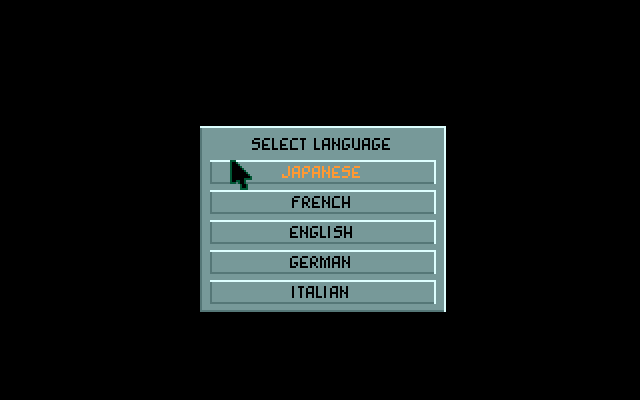 SELECT LANGUAGE
JAPANESE
FRENCH
ENGLISH
GERMAN
ITALIAN